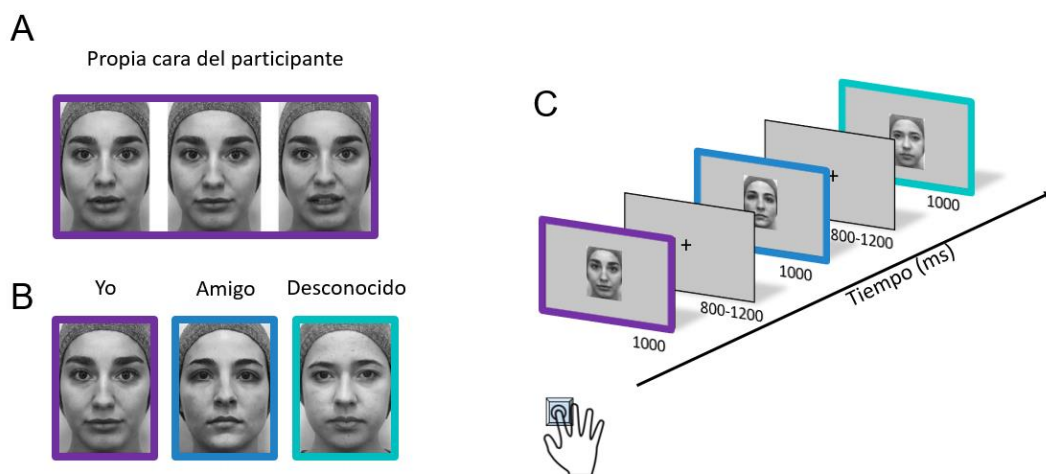 A
Propia cara del participante
B
Yo
Amigo
Desconocido
C
+
+
1000
800-1200
1000
800-1200
1000
Tiempo (ms)